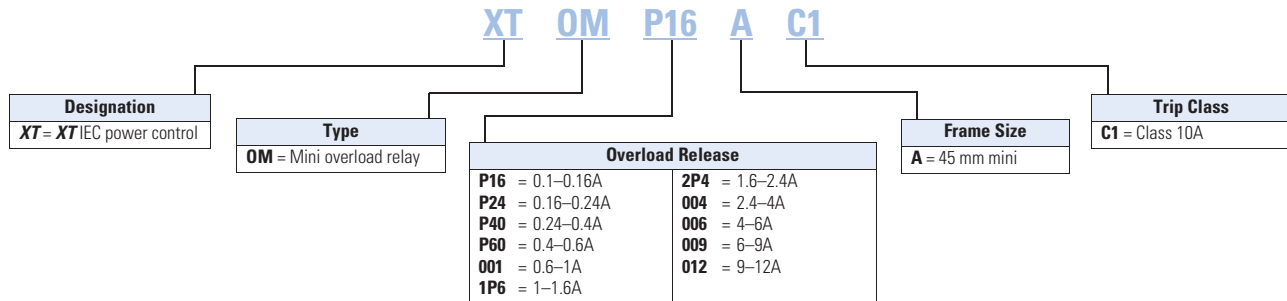 XT OM P16 A C1
Designation
XT = XT IEC power control
Type
OM = Mini overload relay
Overload Release
P16 = 0.1–0.16A
P24 = 0.16–0.24A
P40 = 0.24–0.4A
P60 = 0.4–0.6A
001 = 0.6–1A
1P6 = 1–1.6A
2P4 = 1.6–2.4A
004 = 2.4–4A
006 = 4–6A
009 = 6–9A
012 = 9–12A
Frame Size
A = 45 mm mini
Trip Class
C1 = Class 10A